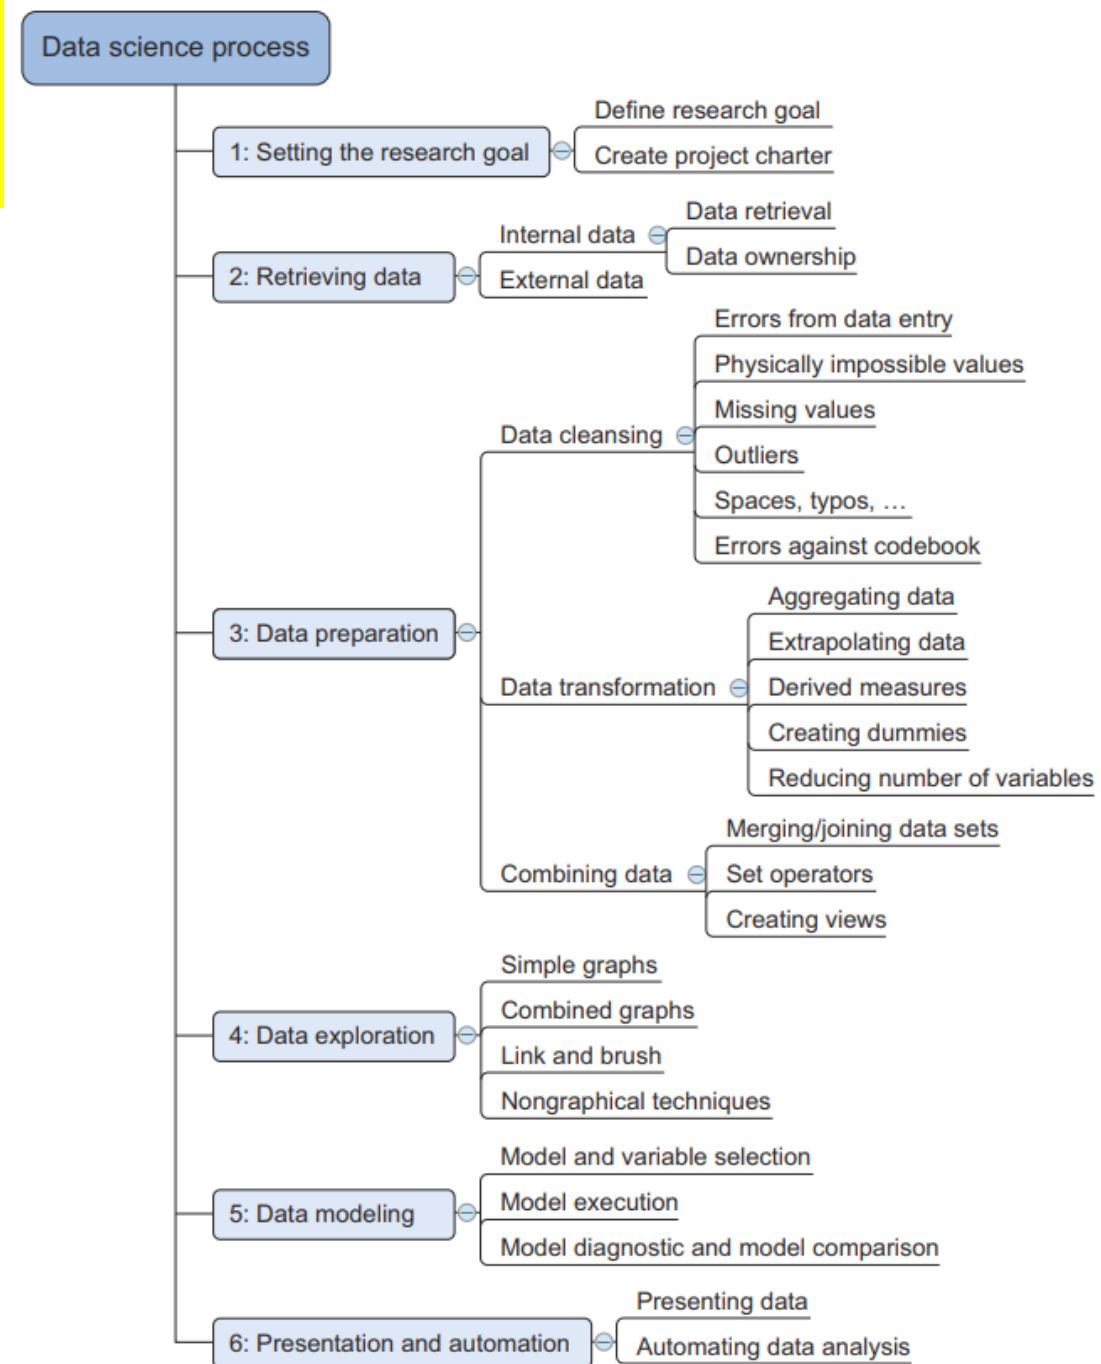 Data science process
1: Setting the research goal
Define research goal
Create project charter
2: Retrieving data
Internal data
Data retrieval
Data ownership
External data
3: Data preparation
Data cleansing
Errors from data entry
Physically impossible values
Missing values
Outliers
Spaces, typos, …
Errors against codebook
Data transformation
Aggregating data
Extrapolating data
Derived measures
Creating dummies
Reducing number of variables
Combining data
Merging/joining data sets
Set operators
Creating views
4: Data exploration
Simple graphs
Combined graphs
Link and brush
Nongraphical techniques
5: Data modeling
Model and variable selection
Model execution
Model diagnostic and model comparison
6: Presentation and automation
Presenting data
Automating data analysis